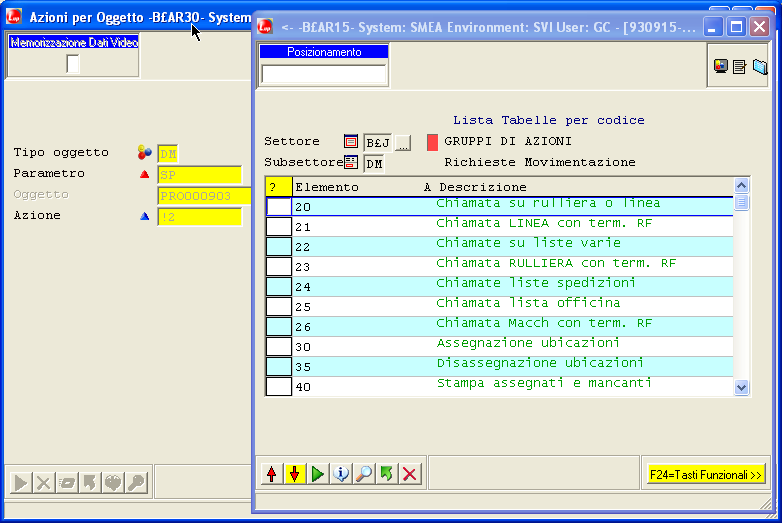 Azioni per Oggetto -B£AR30- System
Memorizzazione Dati Video
Tipo oggetto DM
Parametro SP
Oggetto PRO000903
Azione !2
<- -B£AR15- System: SMEA Environment: SVI User: GC - [930915-...
Posizionamento
Lista Tabelle per codice
Settore B£J ... GRUPPI DI AZIONI
Subsettore DM Richieste Movimentazione
? Elemento A Descrizione
20 Chiamata su rulliera o linea
21 Chiamata LINEA con term. RF
22 Chiamate su liste varie
23 Chiamata RULLIERA con term. RF
24 Chiamate liste spedizioni
25 Chiamata lista officina
26 Chiamata Macch con term. RF
30 Assegnazione ubicazioni
35 Disassegnazione ubicazioni
40 Stampa assegnati e mancanti
F24=Tasti Funzionali >>